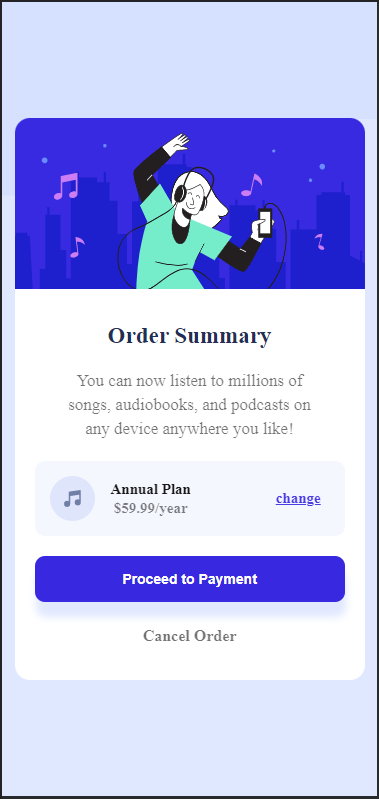 Order Summary
You can now listen to millions of
songs, audiobooks, and podcasts on
any device anywhere you like!
Annual Plan
$59.99/year
change
Proceed to Payment
Cancel Order